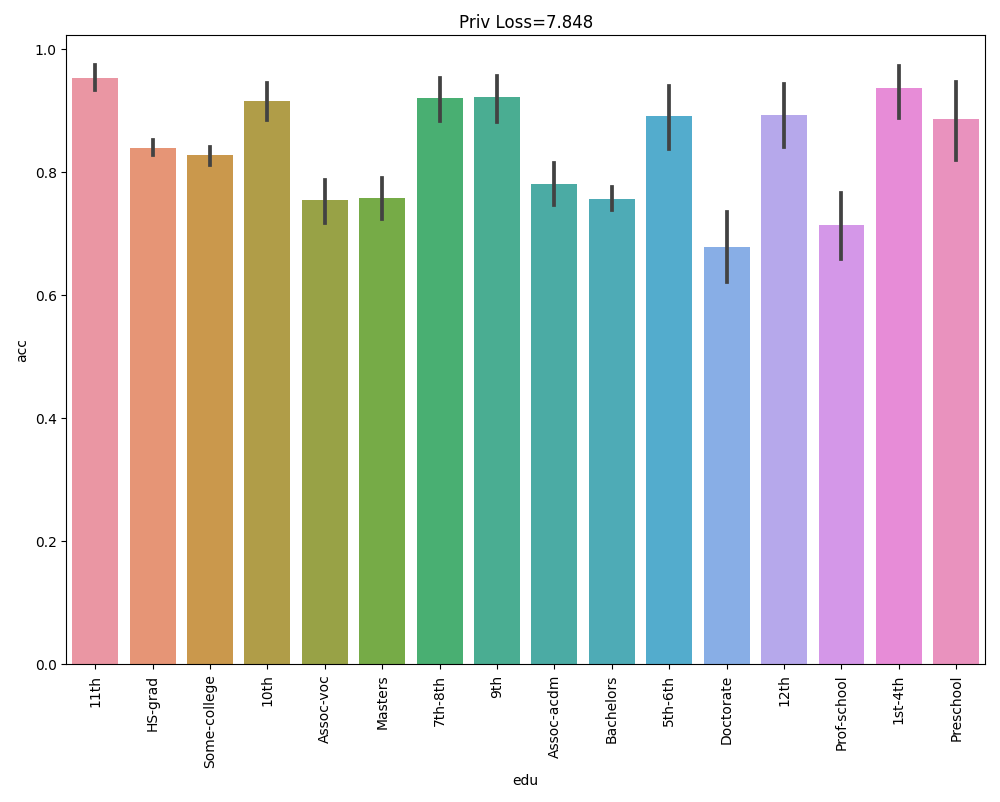 Priv Loss=7.848
1.0
0.8
0.6
0.4
0.2
0.0
acc
11th
HS-grad
Some-college
10th
Assoc-voc
Masters
7th-8th
9th
Assoc-acdm
Bachelors
5th-6th
Doctorate
12th
Prof-school
1st-4th
Preschool
edu